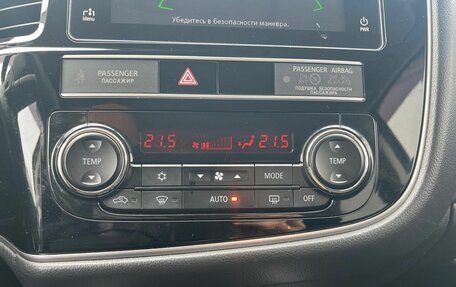 Убедитесь в безопасности маневра.
Menu
PWR
PASSENGER
ПАССАЖИР
PASSENGER AIRBAG
ПОДУШКА БЕЗОПАСНОСТИ
ПАССАЖИРА
21.5 21.5
TEMP TEMP
MODE
AUTO OFF